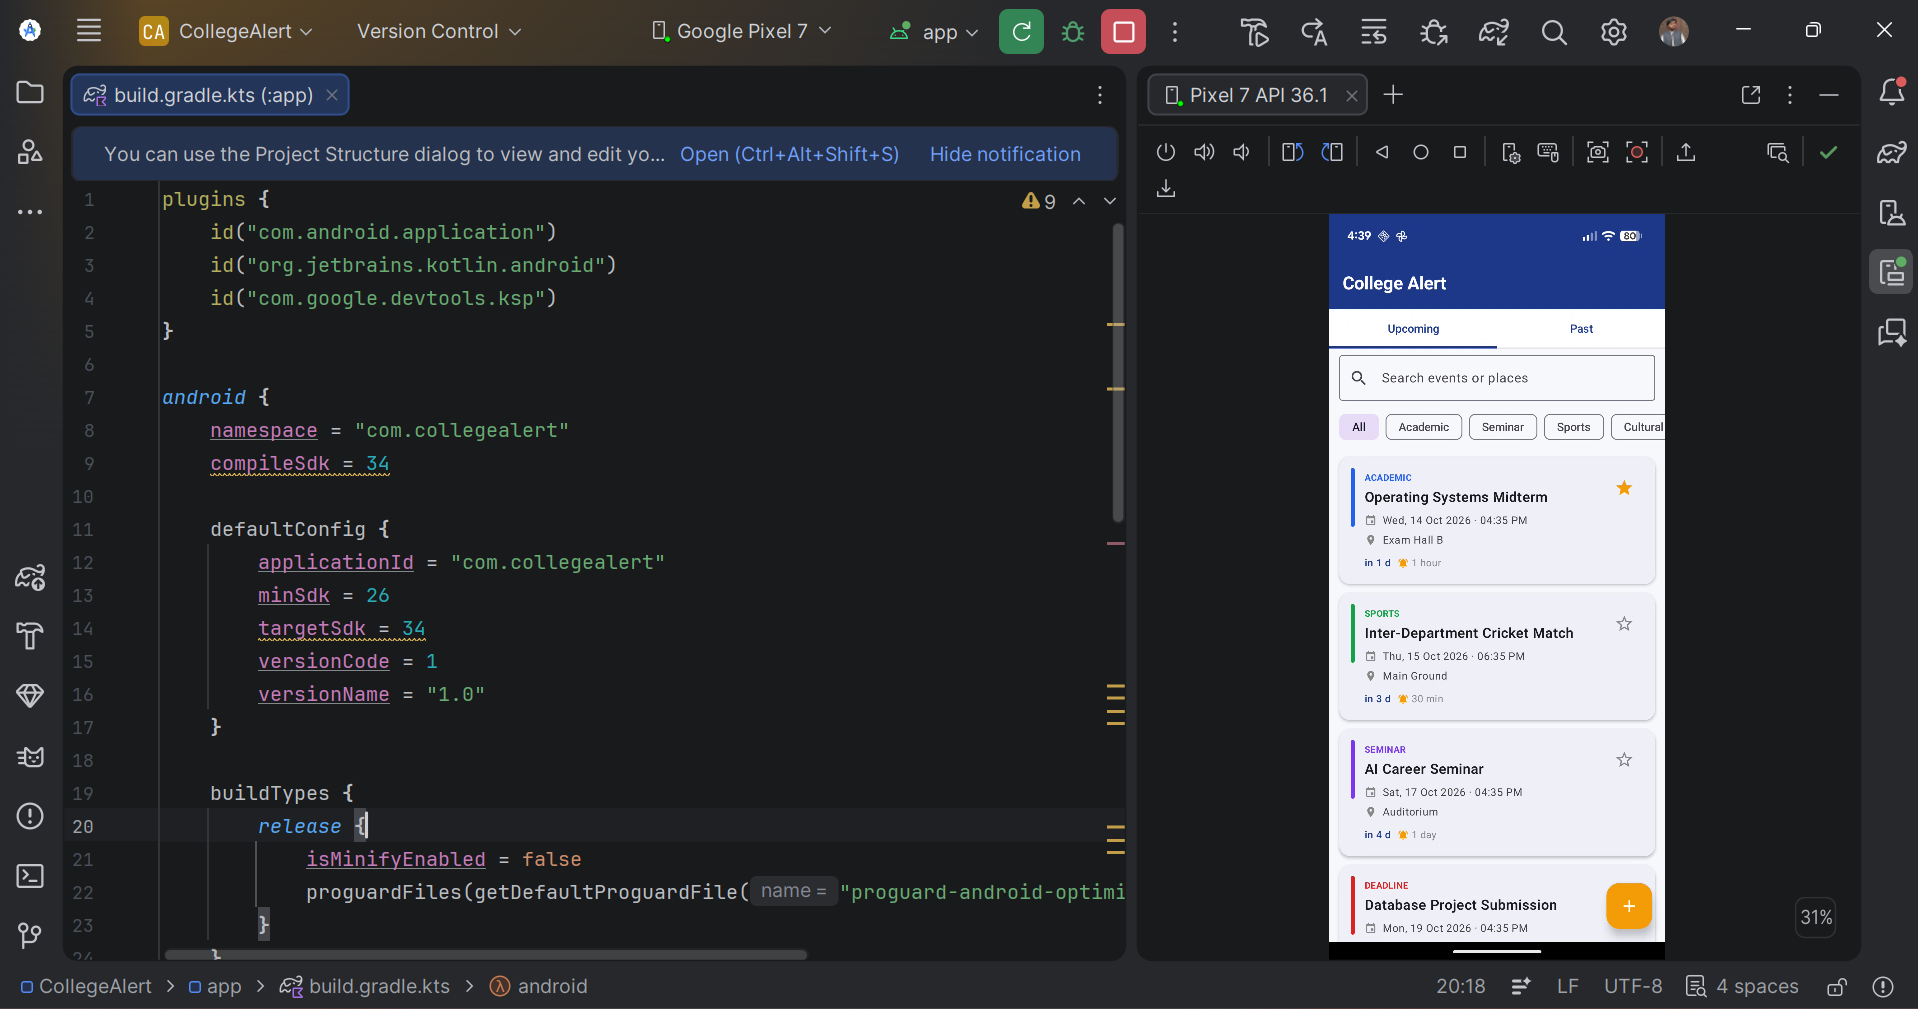 CA CollegeAlert Version Control Google Pixel 7 app
build.gradle.kts (:app)
You can use the Project Structure dialog to view and edit yo... Open (Ctrl+Alt+Shift+S) Hide notification
9
1 plugins {
2 id("com.android.application")
3 id("org.jetbrains.kotlin.android")
4 id("com.google.devtools.ksp")
5 }
6
7 android {
8 namespace = "com.collegealert"
9 compileSdk = 34
10
11 defaultConfig {
12 applicationId = "com.collegealert"
13 minSdk = 26
14 targetSdk = 34
15 versionCode = 1
16 versionName = "1.0"
17 }
18
19 buildTypes {
20 release {
21 isMinifyEnabled = false
22 proguardFiles(getDefaultProguardFile( name = "proguard-android-optimi
23 }
24 }
Pixel 7 API 36.1
4:39 80
College Alert
Upcoming Past
Search events or places
All Academic Seminar Sports Cultural
ACADEMIC
Operating Systems Midterm
Wed, 14 Oct 2026 · 04:35 PM
Exam Hall B
in 1 d 1 hour
SPORTS
Inter-Department Cricket Match
Thu, 15 Oct 2026 · 06:35 PM
Main Ground
in 3 d 30 min
SEMINAR
AI Career Seminar
Sat, 17 Oct 2026 · 04:35 PM
Auditorium
in 4 d 1 day
DEADLINE
Database Project Submission
Mon, 19 Oct 2026 · 04:35 PM
31%
CollegeAlert > app > build.gradle.kts > android
20:18 LF UTF-8 4 spaces